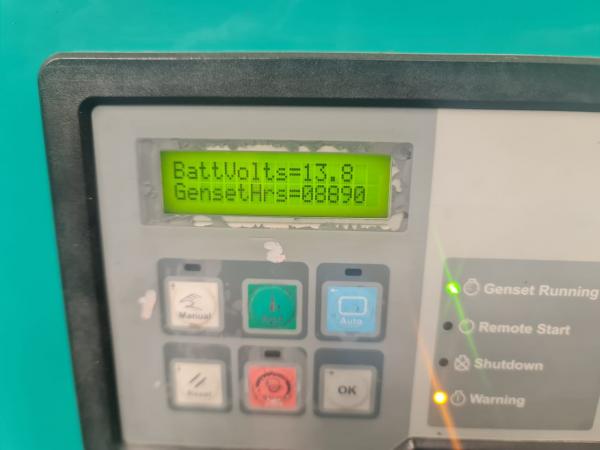 BattVolts=13.8
GensetHrs=08890
Manual
Auto
Reset
OK
Genset Running
Remote Start
Shutdown
Warning